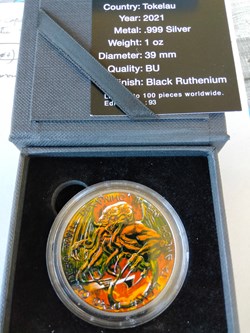 Country: Tokelau
Year: 2021
Metal: .999 Silver
Weight: 1 oz
Diameter: 39 mm
Quality: BU
inish: Black Ruthenium
to 100 pieces worldwide.
93